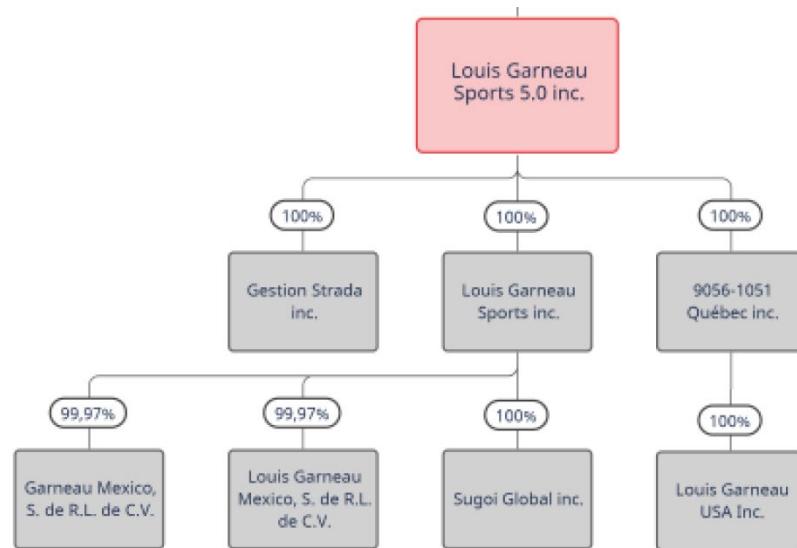 Louis Garneau
Sports 5.0 inc.
100%
100%
100%
Gestion Strada
inc.
Louis Garneau
Sports inc.
9056-1051
Québec inc.
99,97%
99,97%
100%
100%
Garneau Mexico,
S. de R.L. de C.V.
Louis Garneau
Mexico, S. de R.L.
de C.V.
Sugoi Global inc.
Louis Garneau
USA Inc.